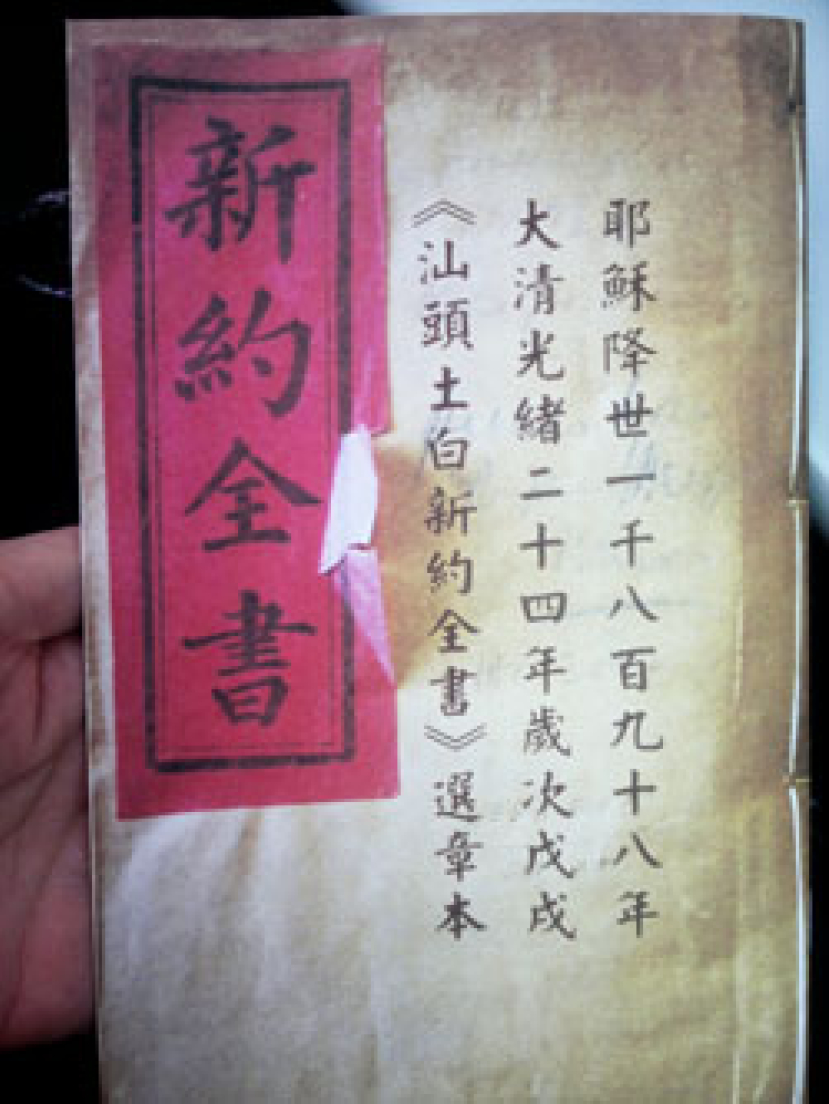 耶穌降世一千八百九十八年
大清光緒二十四年歲次戊戌
《汕頭土白新約全書》選章本
新約全書